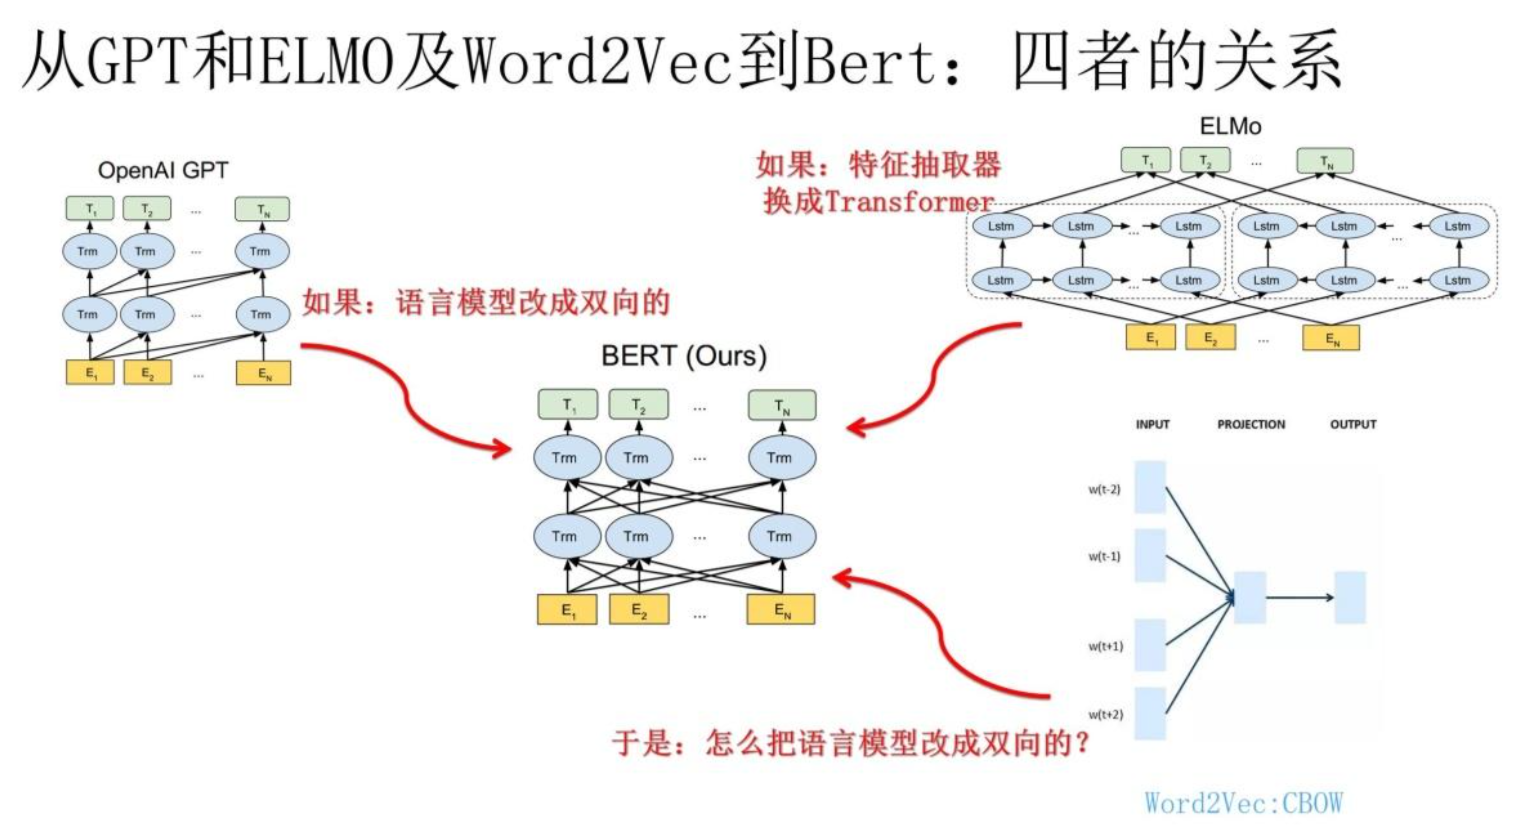 从GPT和ELMO及Word2Vec到Bert：四者的关系
OpenAI GPT
T1 T2 ... TN
Trm Trm ... Trm
Trm Trm ... Trm
E1 E2 ... EN
如果：语言模型改成双向的
如果：特征抽取器
换成Transformer
ELMo
T1 T2 ... TN
Lstm Lstm ... Lstm Lstm Lstm ... Lstm
Lstm Lstm ... Lstm Lstm Lstm ... Lstm
E1 E2 ... EN
BERT (Ours)
T1 T2 ... TN
Trm Trm ... Trm
Trm Trm ... Trm
E1 E2 ... EN
INPUT PROJECTION OUTPUT
w(t-2)
w(t-1)
w(t+1)
w(t+2)
于是：怎么把语言模型改成双向的？
Word2Vec:CBOW